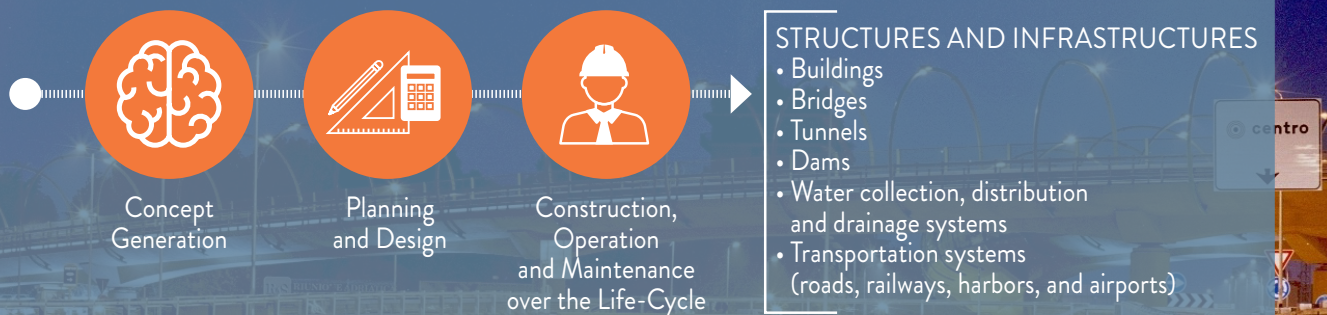 Concept
Generation
Planning
and Design
Construction,
Operation
and Maintenance
over the Life-Cycle
STRUCTURES AND INFRASTRUCTURES
• Buildings
• Bridges
• Tunnels
• Dams
• Water collection, distribution
and drainage systems
• Transportation systems
(roads, railways, harbors, and airports)
centro